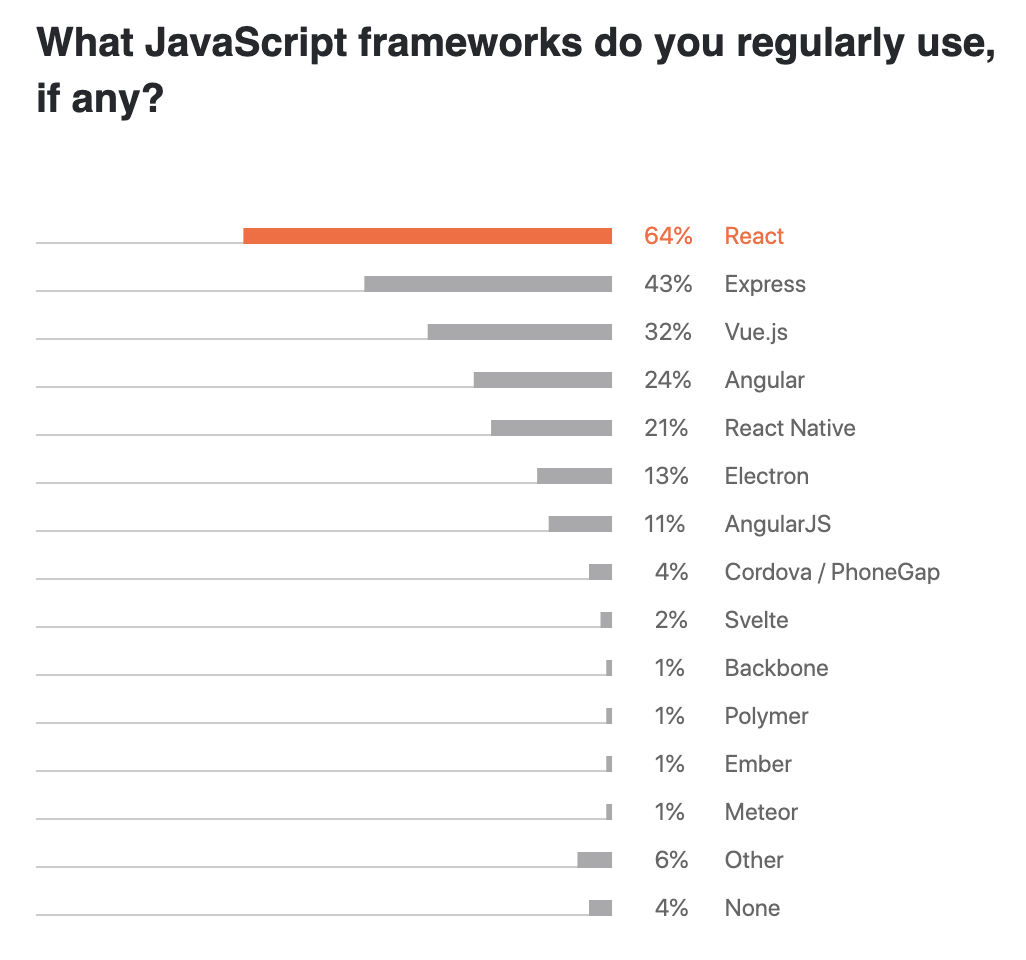 What JavaScript frameworks do you regularly use,
if any?
64% React
43% Express
32% Vue.js
24% Angular
21% React Native
13% Electron
11% AngularJS
4% Cordova / PhoneGap
2% Svelte
1% Backbone
1% Polymer
1% Ember
1% Meteor
6% Other
4% None